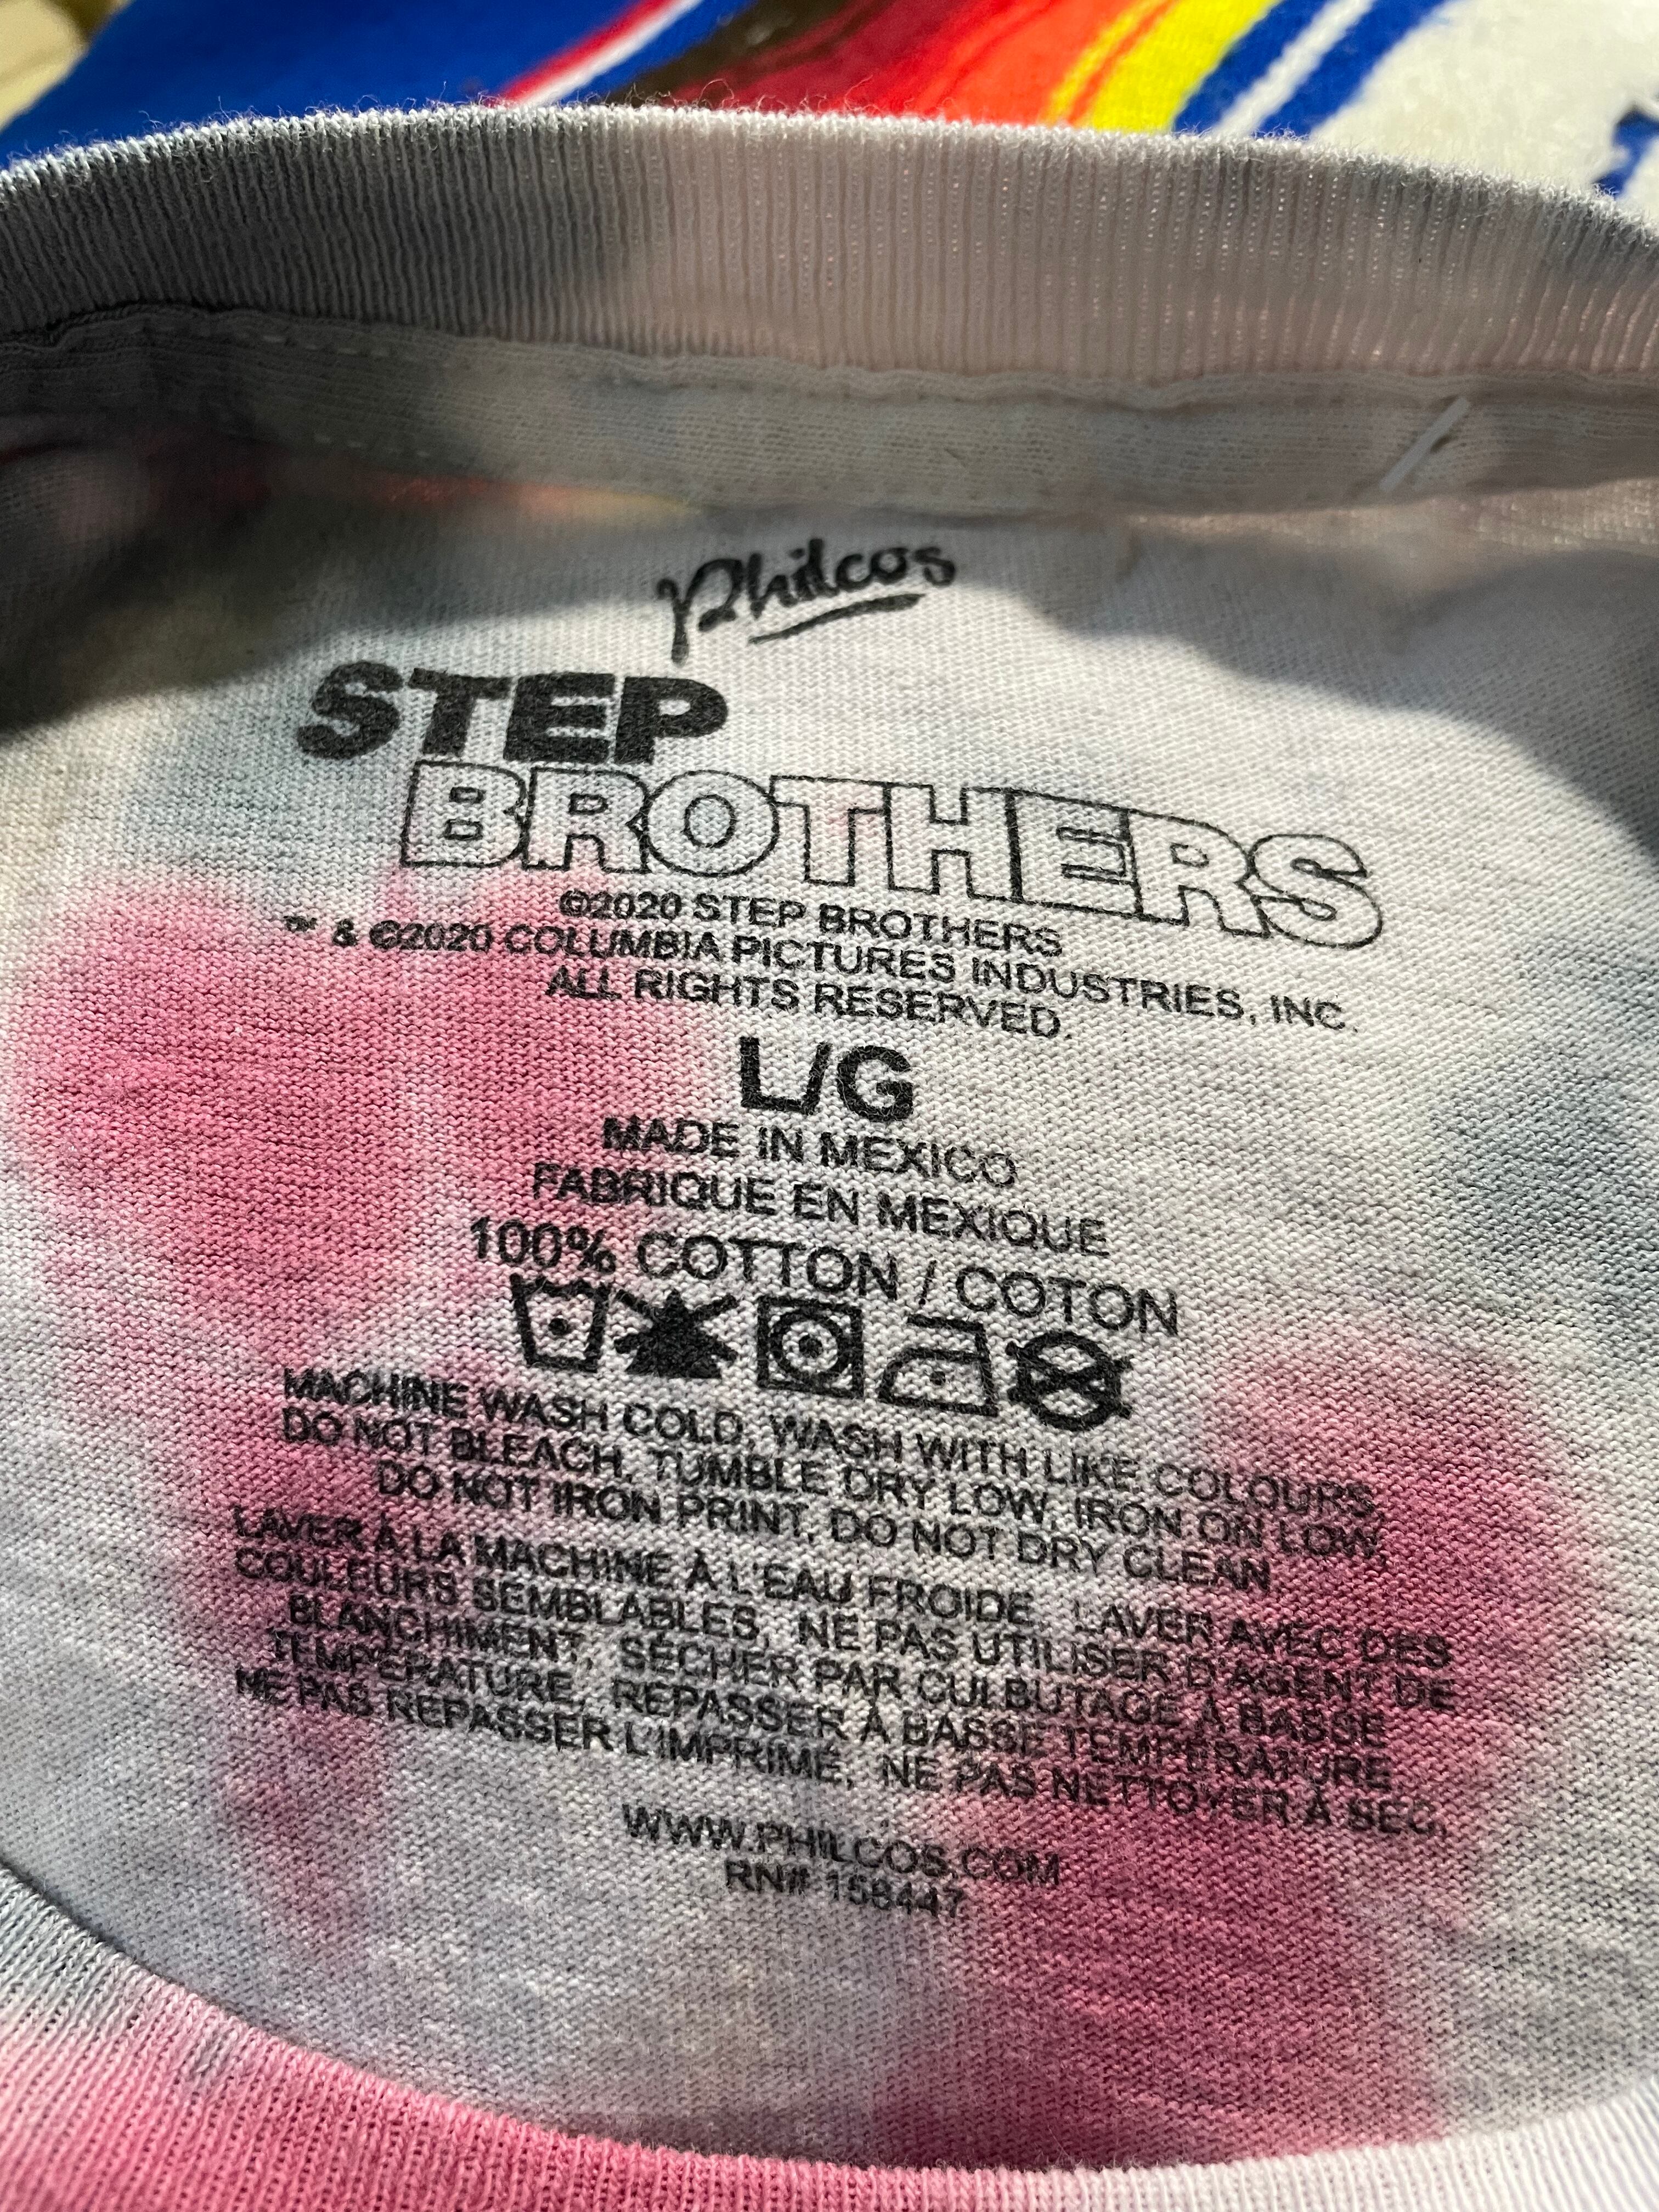 Philcos
STEP
BROTHERS
©2020 STEP BROTHERS
™ & ©2020 COLUMBIA PICTURES INDUSTRIES, INC.
ALL RIGHTS RESERVED.
L/G
MADE IN MEXICO
FABRIQUE EN MEXIQUE
100% COTTON / COTON
MACHINE WASH COLD, WASH WITH LIKE COLOURS,
DO NOT BLEACH, TUMBLE DRY LOW, IRON ON LOW,
DO NOT IRON PRINT, DO NOT DRY CLEAN.
LAVER À LA MACHINE À L'EAU FROIDE, LAVER AVEC DES
COULEURS SEMBLABLES, NE PAS UTILISER D'AGENT DE
BLANCHIMENT, SÉCHER PAR CULBUTAGE À BASSE
TEMPÉRATURE, REPASSER À BASSE TEMPÉRATURE
NE PAS REPASSER L'IMPRIMÉ, NE PAS NETTOYER À SEC,
WWW.PHILCOS.COM
RN# 158447